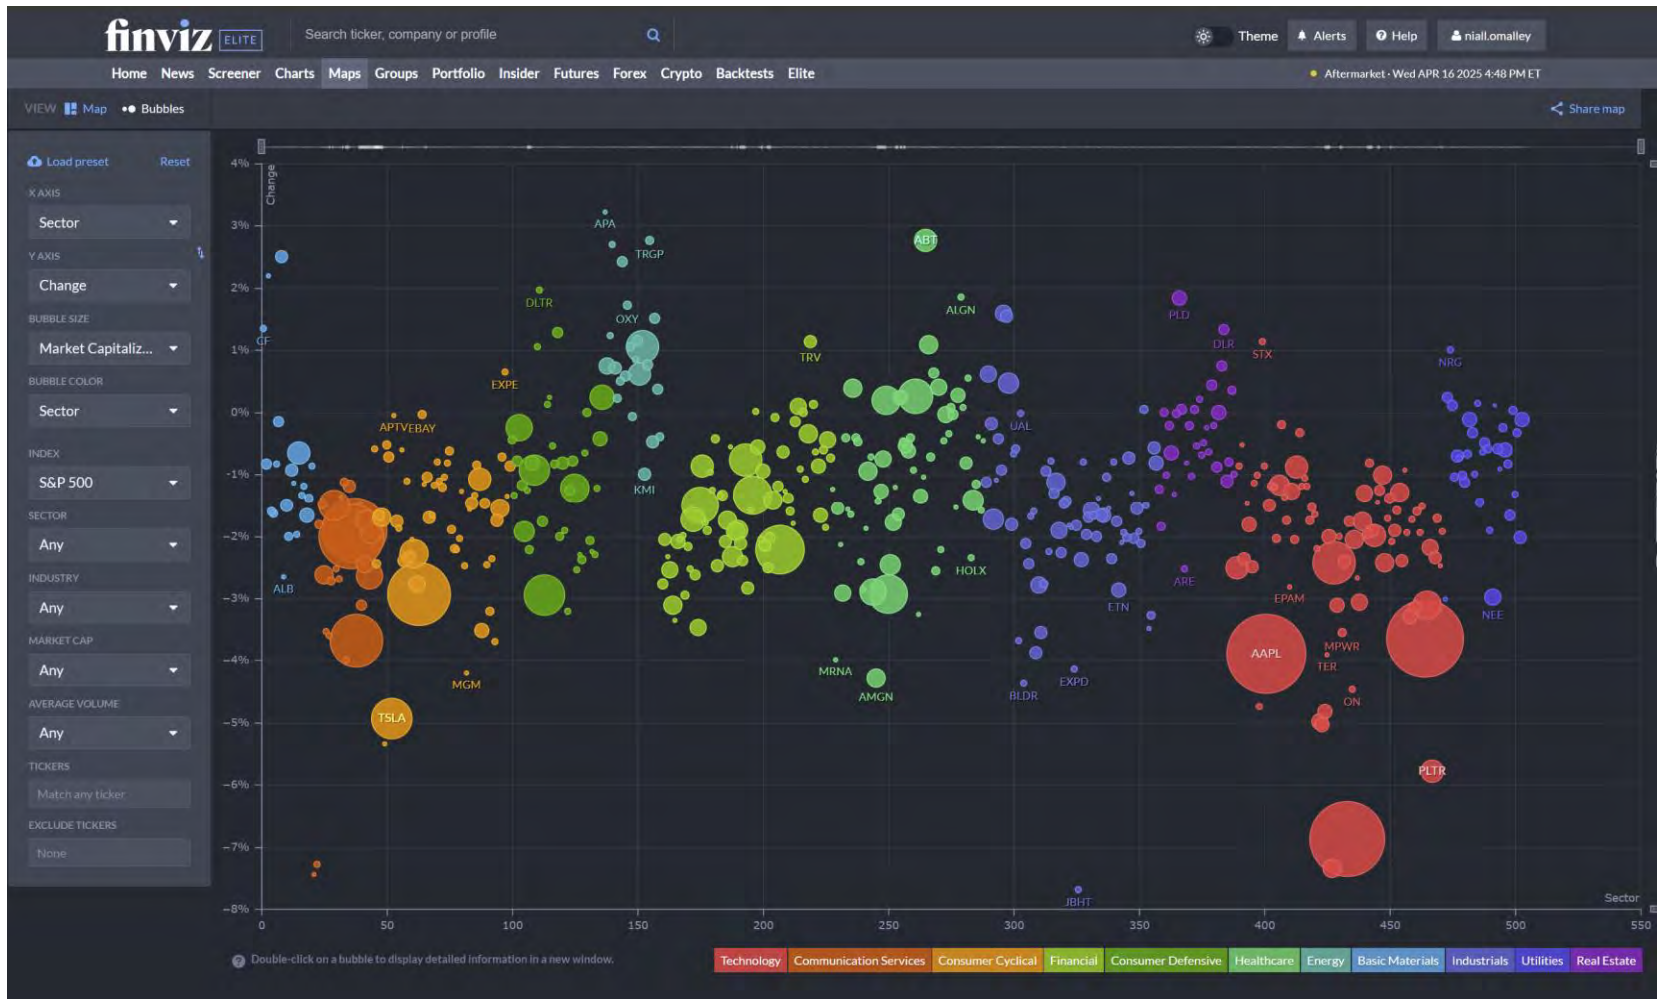 finviz ELITE Search ticker, company or profile Theme Alerts Help niall.omalley
Home News Screener Charts Maps Groups Portfolio Insider Futures Forex Crypto Backtests Elite Aftermarket · Wed APR 16 2025 4:48 PM ET
VIEW Map Bubbles Share map
Load preset Reset
X AXIS
Sector
Y AXIS
Change
BUBBLE SIZE
Market Capitaliz...
BUBBLE COLOR
Sector
INDEX
S&P 500
SECTOR
Any
INDUSTRY
Any
MARKET CAP
Any
AVERAGE VOLUME
Any
TICKERS
Match any ticker
EXCLUDE TICKERS
None
Change
4%
3%
2%
1%
0%
-1%
-2%
-3%
-4%
-5%
-6%
-7%
-8%
APA
TRGP
ABT
DLTR
OXY
ALGN
PLD
CF
TRV
DLR
STX
NRG
EXPE
APTV
EBAY
UAL
KMI
ALB
HOLX
ARE
EPAM
ETN
NEE
MGM
MRNA
AMGN
BLDR
EXPD
AAPL
MPWR
TER
ON
TSLA
PLTR
JBHT
Sector
0 50 100 150 200 250 300 350 400 450 500 550
Double-click on a bubble to display detailed information in a new window.
Technology Communication Services Consumer Cyclical Financial Consumer Defensive Healthcare Energy Basic Materials Industrials Utilities Real Estate